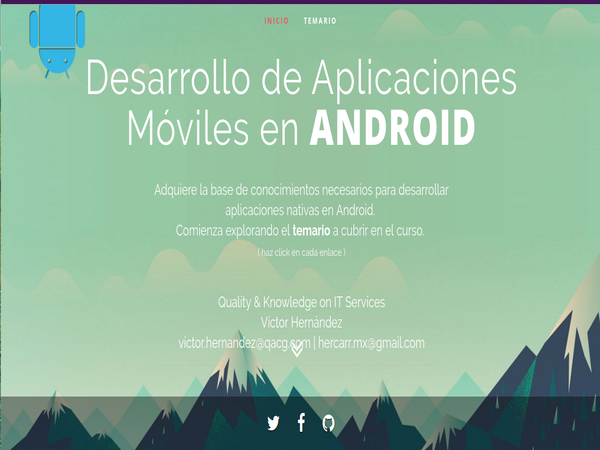 INICIO TEMARIO
Desarrollo de Aplicaciones
Móviles en ANDROID
Adquiere la base de conocimientos necesarios para desarrollar
aplicaciones nativas en Android.
Comienza explorando el temario a cubrir en el curso.
( haz click en cada enlace )
Quality & Knowledge on IT Services
Víctor Hernández
victor.hernandez@qacg.com | hercarr.mx@gmail.com